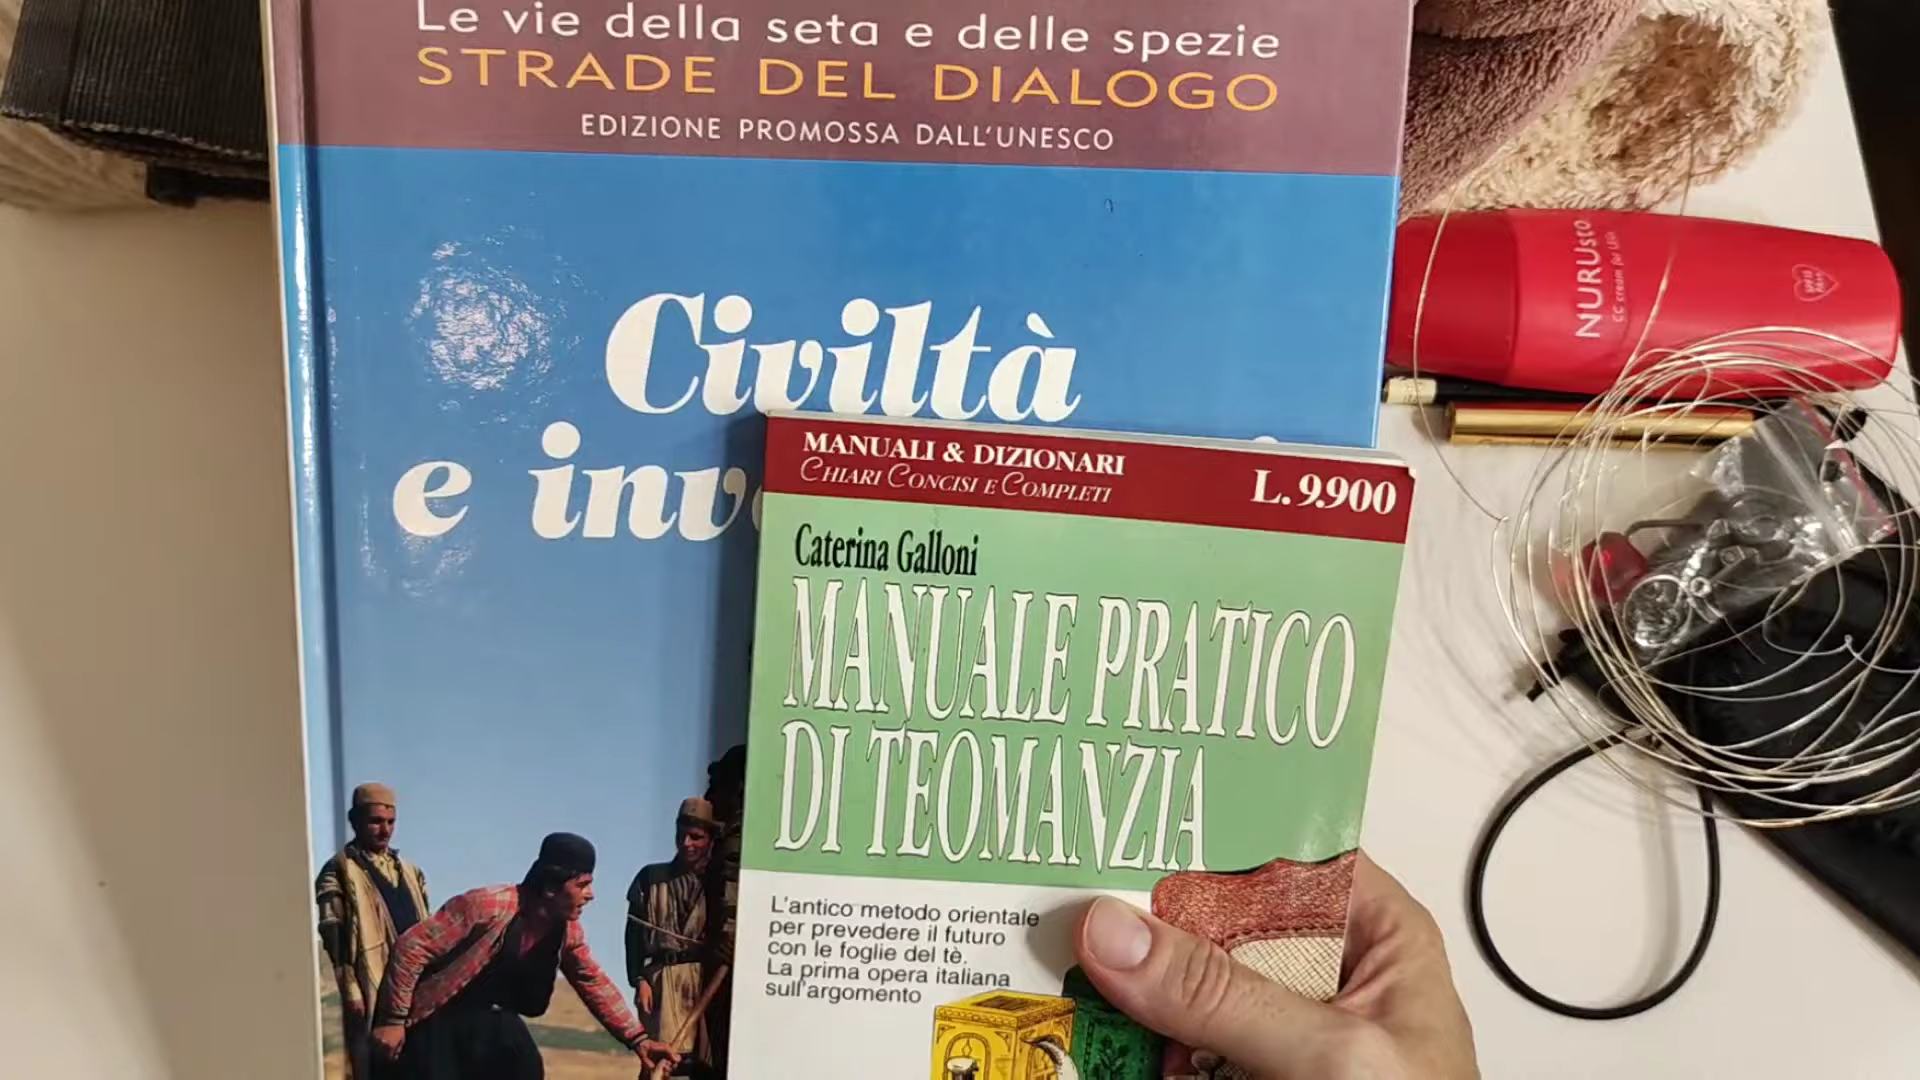 Le vie della seta e delle spezie
STRADE DEL DIALOGO
EDIZIONE PROMOSSA DALL'UNESCO
Civiltà
e
MANUALI & DIZIONARI
CHIARI CONCISI E COMPLETI
L. 9.900
Caterina Galloni
MANUALE PRATICO
DI TEOMANZIA
L'antico metodo orientale
per prevedere il futuro
con le foglie del tè.
La prima opera italiana
sull'argomento
NURUsco
CC cream